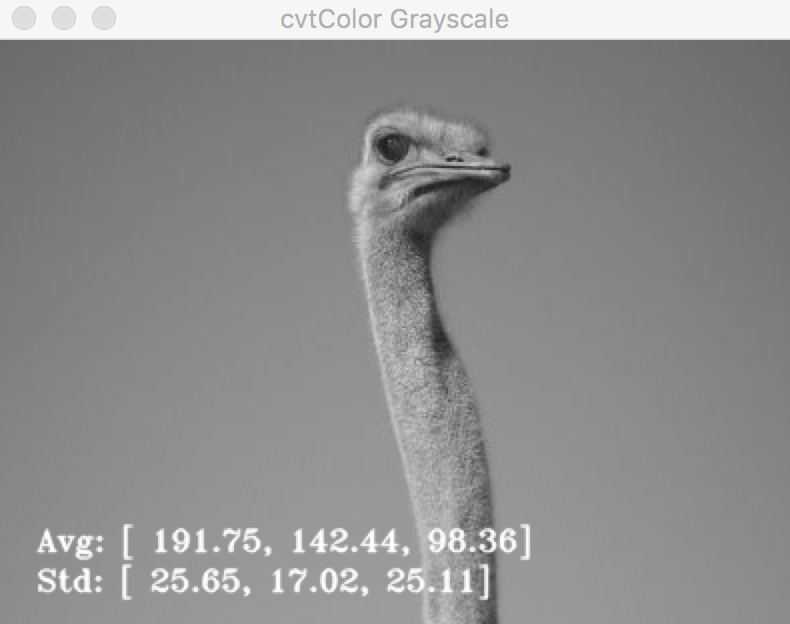 cvtColor Grayscale
Avg: [ 191.75, 142.44, 98.36]
Std: [ 25.65, 17.02, 25.11]